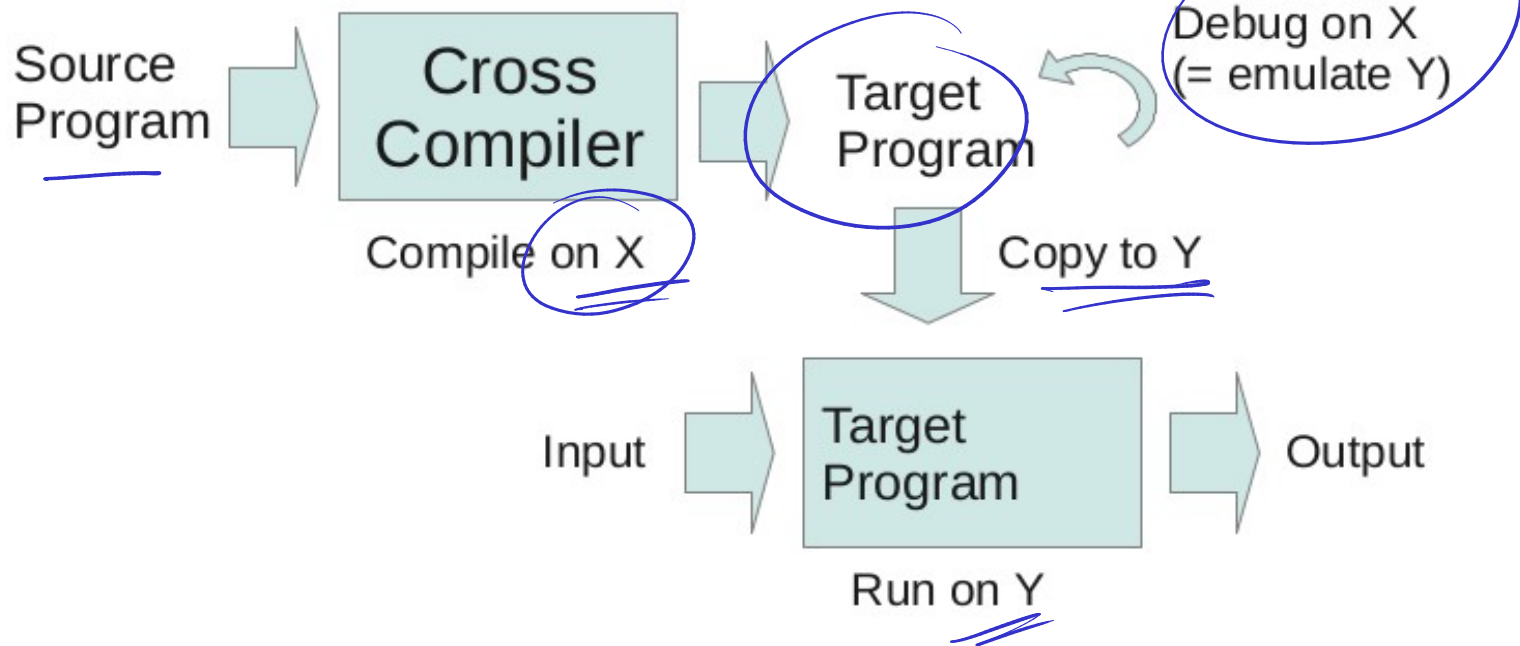 Source
Program
Cross
Compiler
Compile on X
Target
Program
Debug on X
(= emulate Y)
Copy to Y
Input
Target
Program
Output
Run on Y